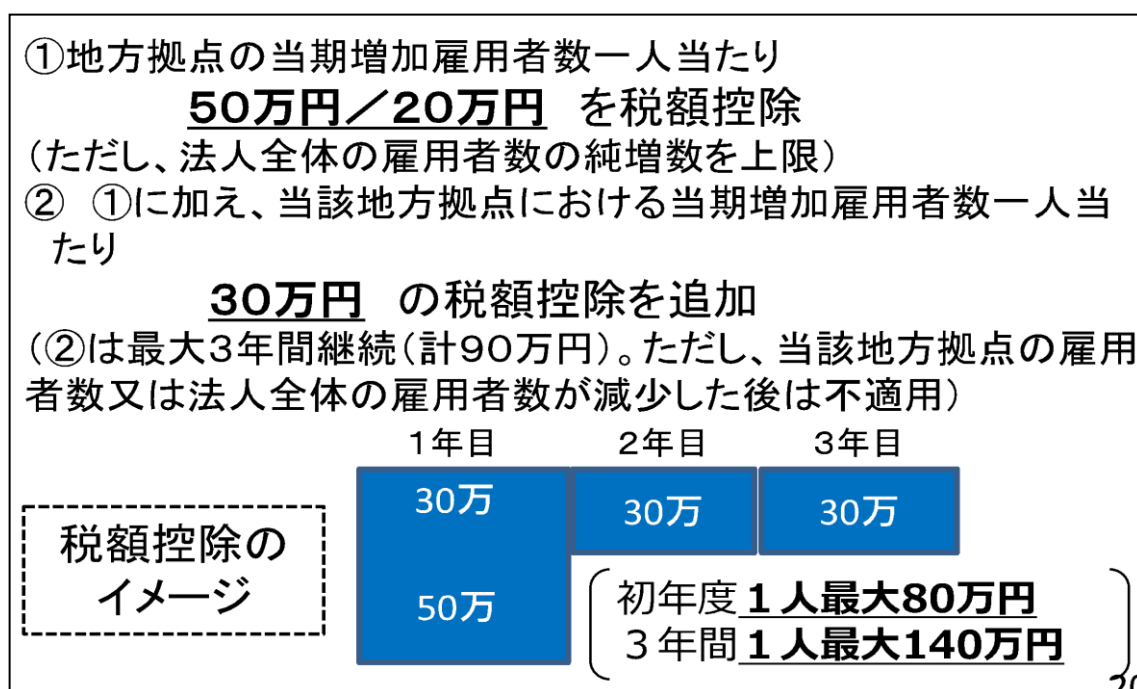 ①地方拠点の当期増加雇用者数一人当たり
50万円／20万円 を税額控除
（ただし、法人全体の雇用者数の純増数を上限）
② ①に加え、当該地方拠点における当期増加雇用者数一人当
たり
30万円 の税額控除を追加
（②は最大３年間継続（計９０万円）。ただし、当該地方拠点の雇用
者数又は法人全体の雇用者数が減少した後は不適用）
１年目 ２年目 ３年目
30万 30万 30万
税額控除の
イメージ
50万
初年度１人最大80万円
３年間１人最大140万円